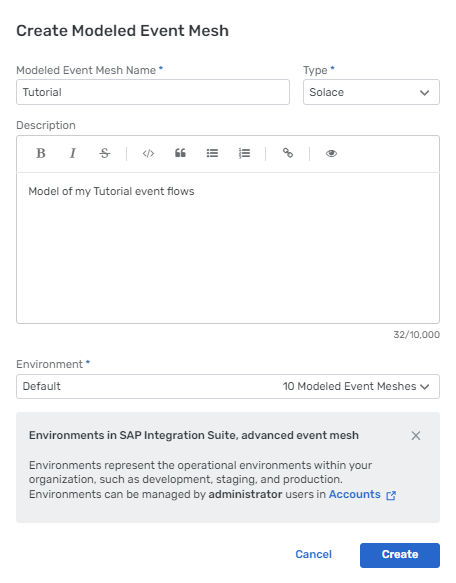 Create Modeled Event Mesh
Modeled Event Mesh Name *
Type *
Tutorial
Solace
Description
B I S </>
Model of my Tutorial event flows
32/10,000
Environment *
Default 10 Modeled Event Meshes
Environments in SAP Integration Suite, advanced event mesh
Environments represent the operational environments within your
organization, such as development, staging, and production.
Environments can be managed by administrator users in Accounts
Cancel Create